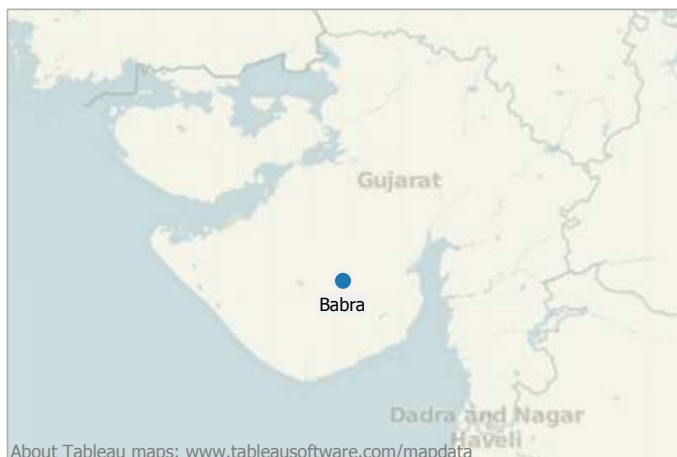 Gujarat
Babra
Dadra and Nagar
Haveli
About Tableau maps: www.tableausoftware.com/mapdata